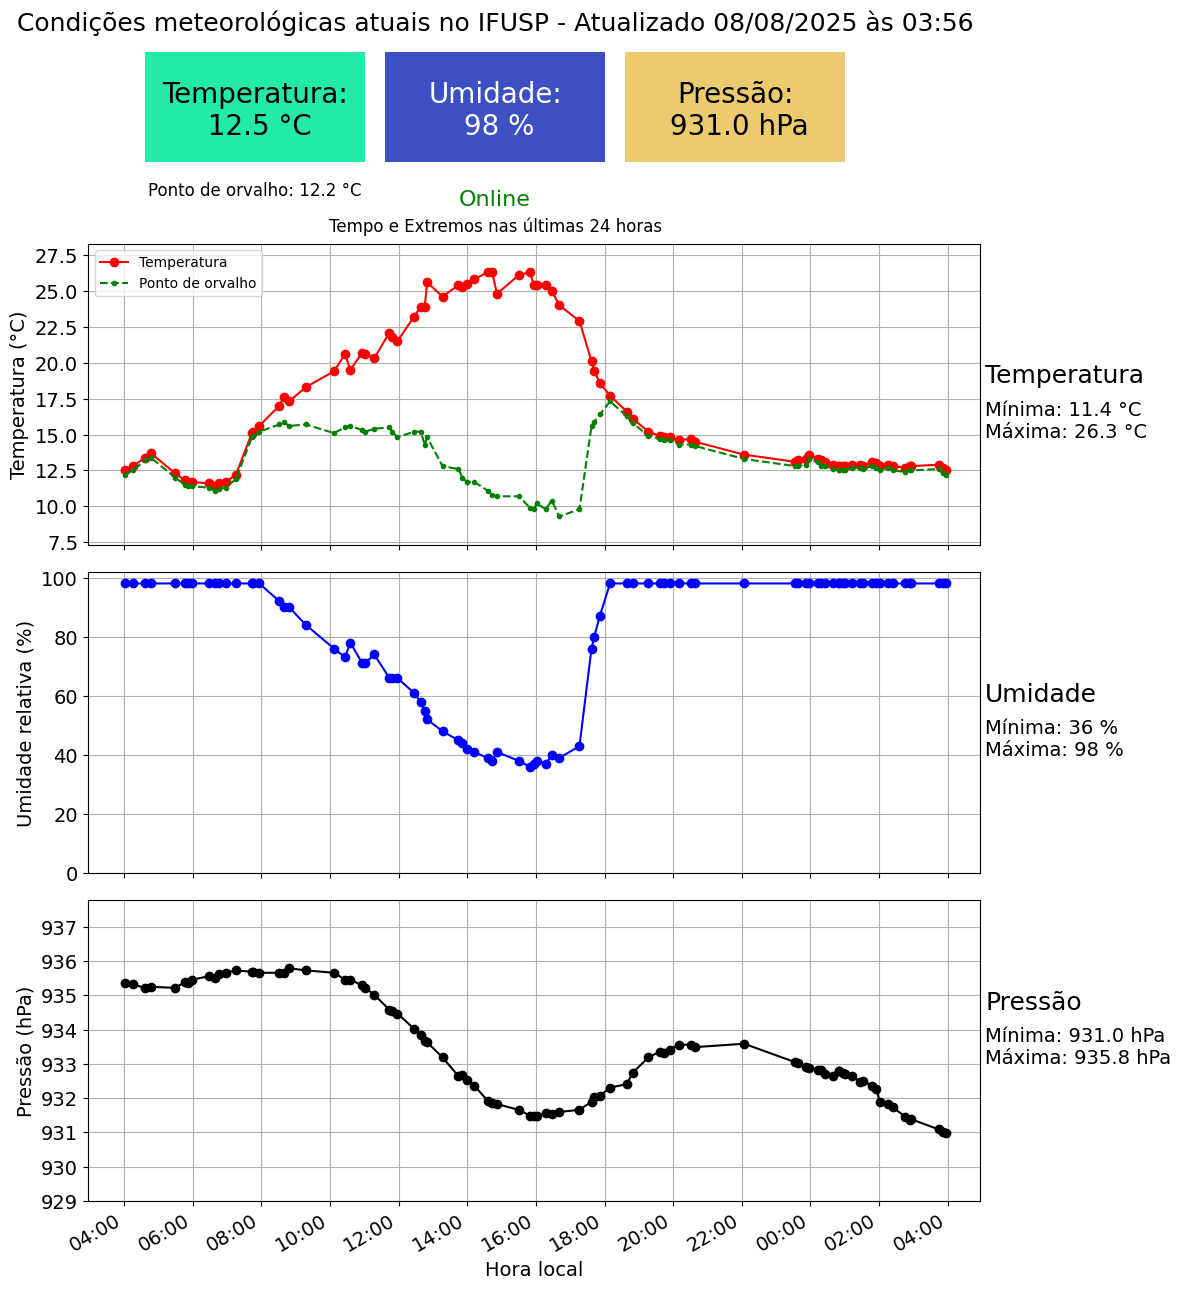 Condições meteorológicas atuais no IFUSP - Atualizado 08/08/2025 às 03:56
Temperatura:
12.5 °C
Umidade:
98 %
Pressão:
931.0 hPa
Ponto de orvalho: 12.2 °C
Online
Tempo e Extremos nas últimas 24 horas
Temperatura (°C)
27.5
25.0
22.5
20.0
17.5
15.0
12.5
10.0
7.5
Temperatura
Ponto de orvalho
Temperatura
Mínima: 11.4 °C
Máxima: 26.3 °C
Umidade relativa (%)
100
80
60
40
20
0
Umidade
Mínima: 36 %
Máxima: 98 %
Pressão (hPa)
937
936
935
934
933
932
931
930
929
Pressão
Mínima: 931.0 hPa
Máxima: 935.8 hPa
04:00 06:00 08:00 10:00 12:00 14:00 16:00 18:00 20:00 22:00 00:00 02:00 04:00
Hora local